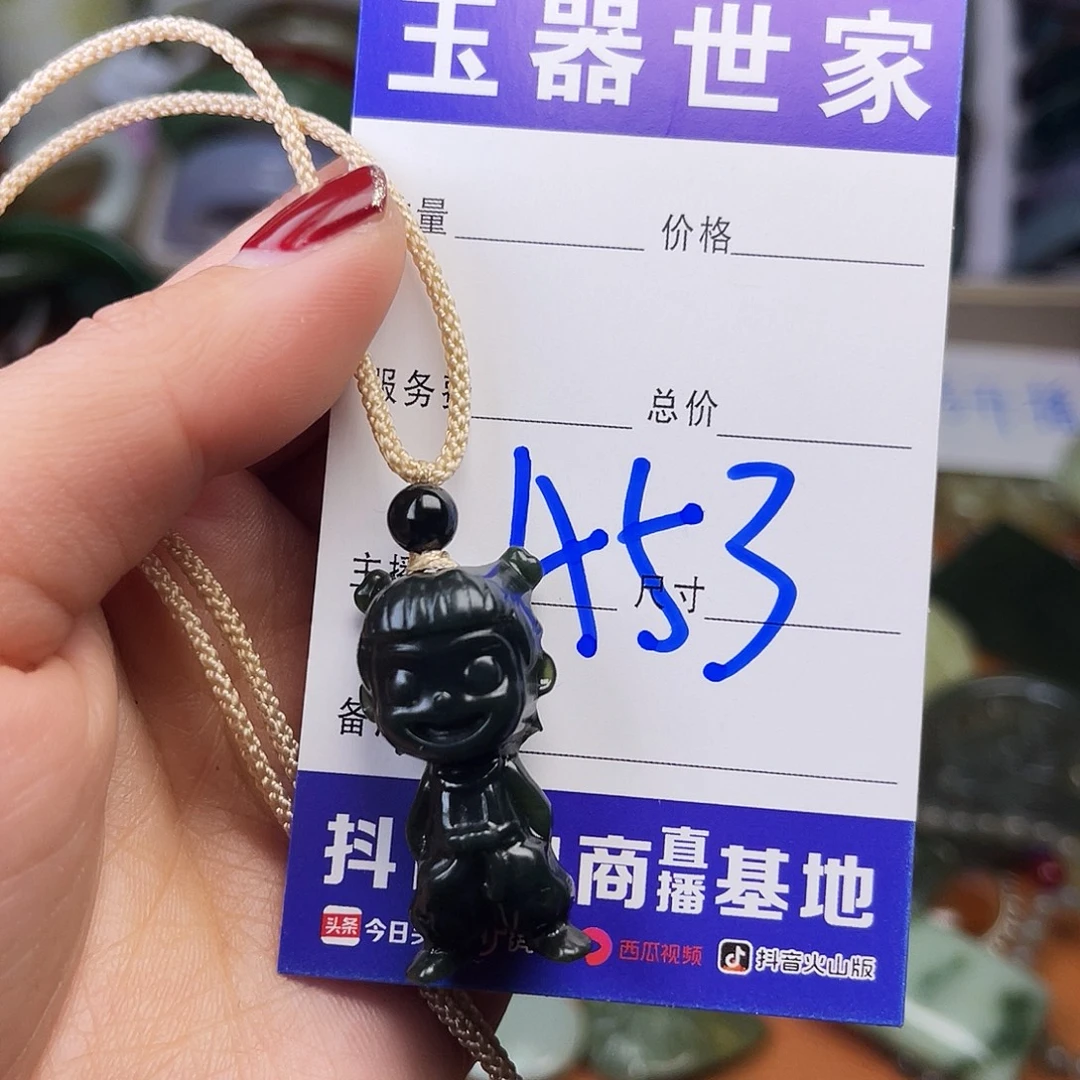 玉器世家
量 价格
服务 总价
453
主播 尺寸
备
抖 商直播基地
头条 今日 西瓜视频 抖音火山版